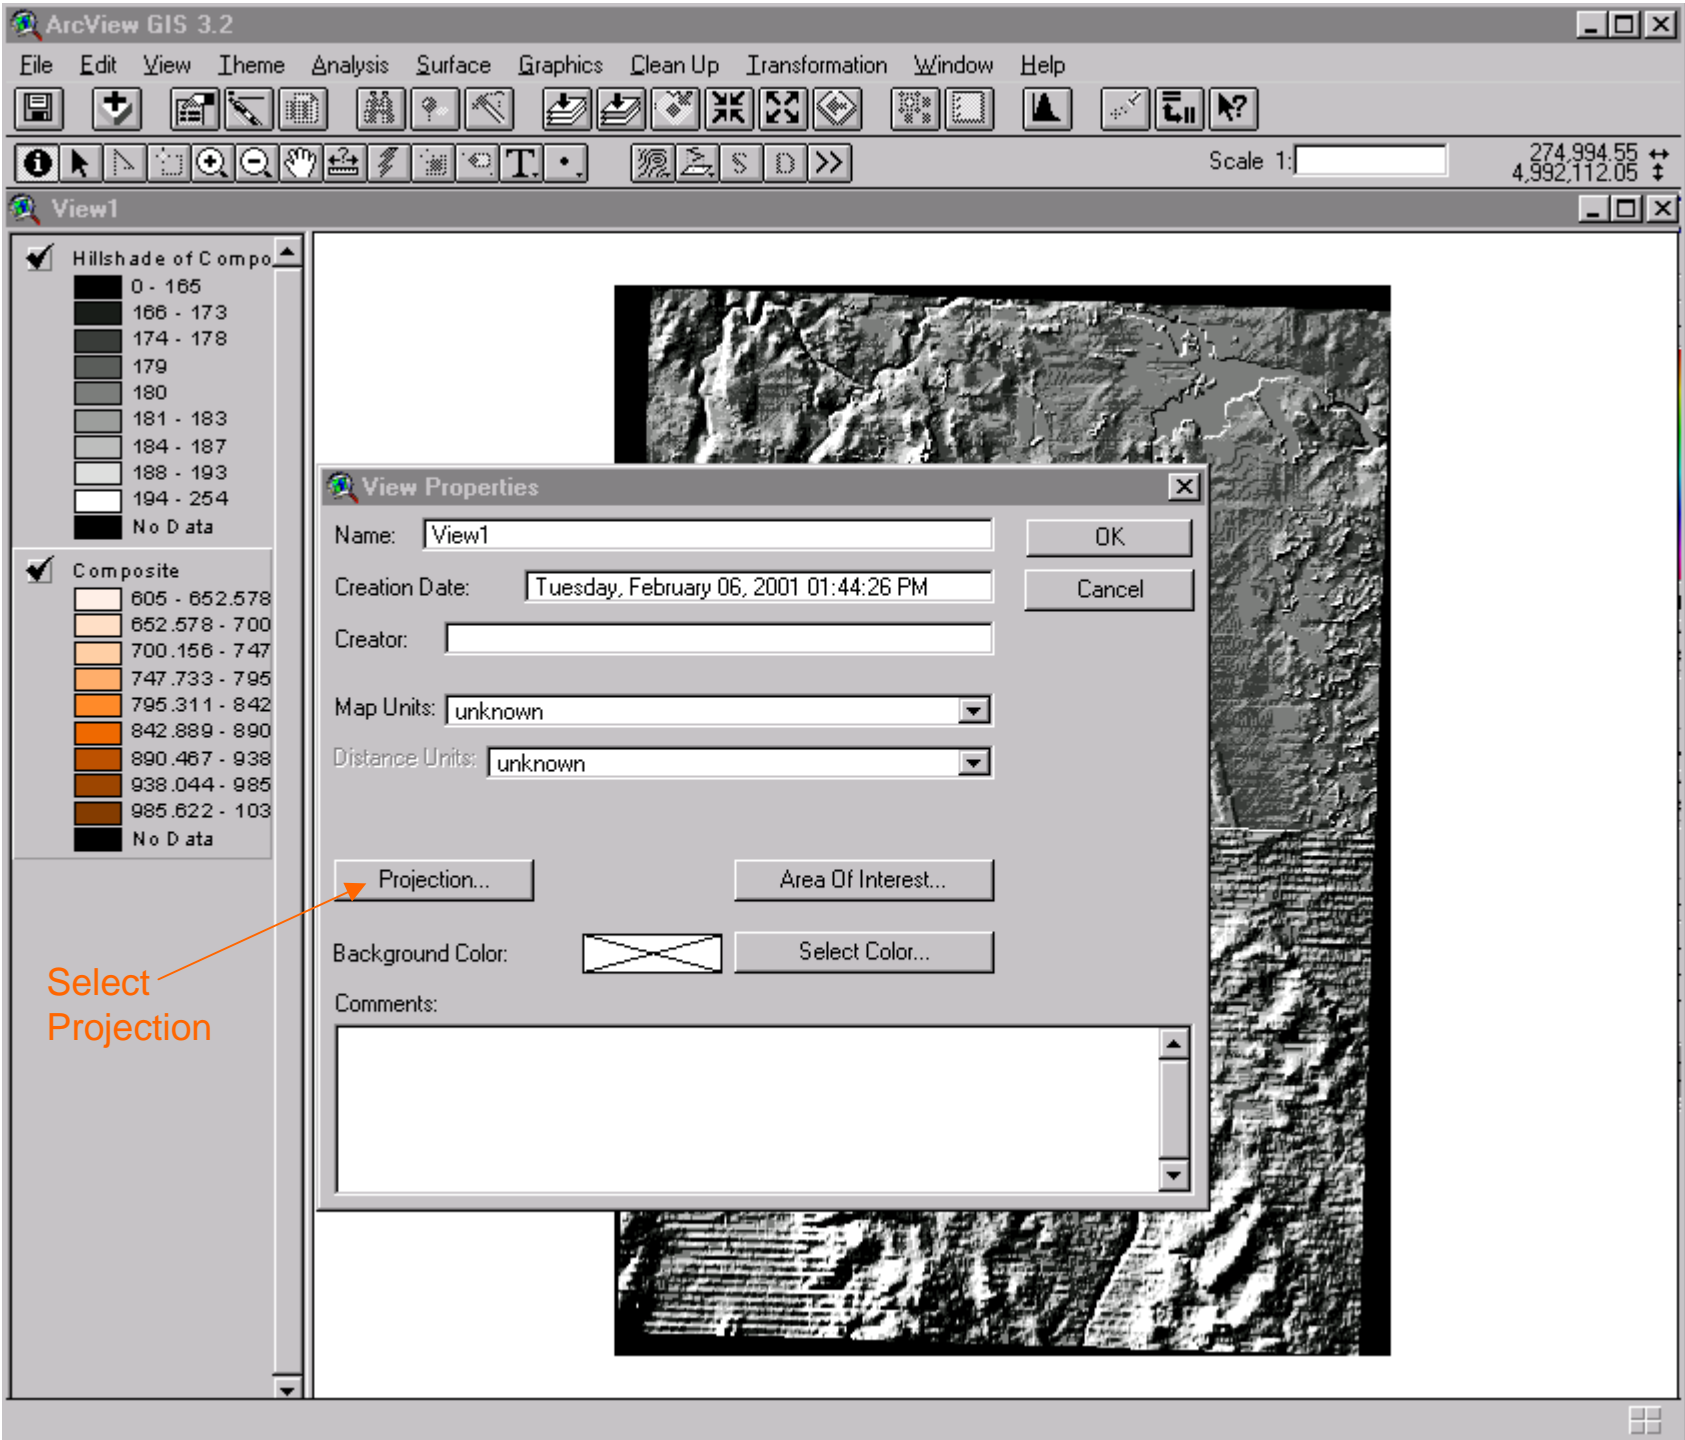 ArcView GIS 3.2
File Edit View Theme Analysis Surface Graphics Clean Up Transformation Window Help
T S D >> Scale 1: 274,994.55
4,992,112.05
View1
Hillshade of Compo
0 - 165
166 - 173
174 - 178
179
180
181 - 183
184 - 187
188 - 193
194 - 254
No Data
Composite
605 - 652.578
652.578 - 700
700.156 - 747
747.733 - 795
795.311 - 842
842.889 - 890
890.467 - 938
938.044 - 985
985.622 - 103
No Data
View Properties
Name: View1
OK
Creation Date: Tuesday, February 06, 2001 01:44:26 PM
Cancel
Creator:
Map Units: unknown
Distance Units: unknown
Projection... Area Of Interest...
Background Color: Select Color...
Comments:
Select
Projection